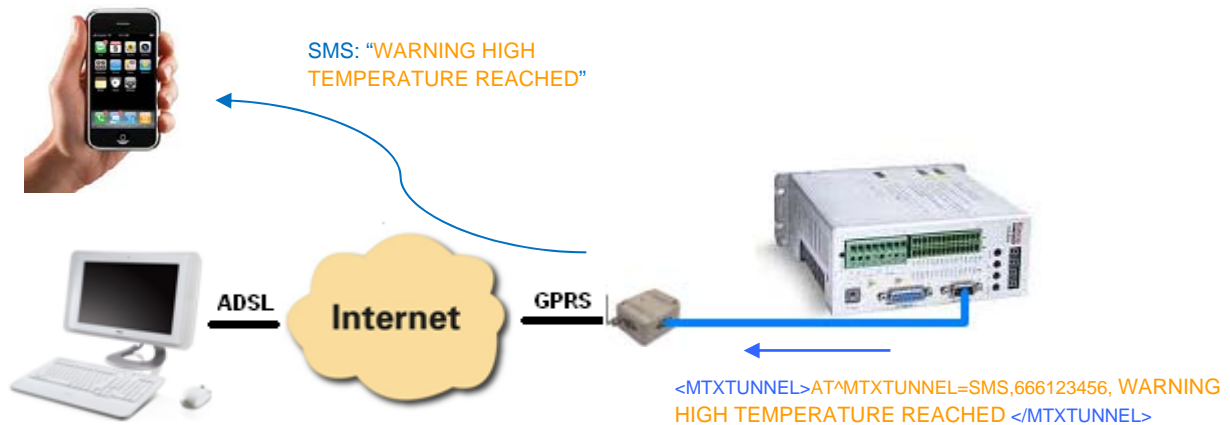 SMS: “WARNING HIGH
TEMPERATURE REACHED”
ADSL
Internet
GPRS
<MTXTUNNEL>AT^MTXTUNNEL=SMS,666123456, WARNING
HIGH TEMPERATURE REACHED </MTXTUNNEL>